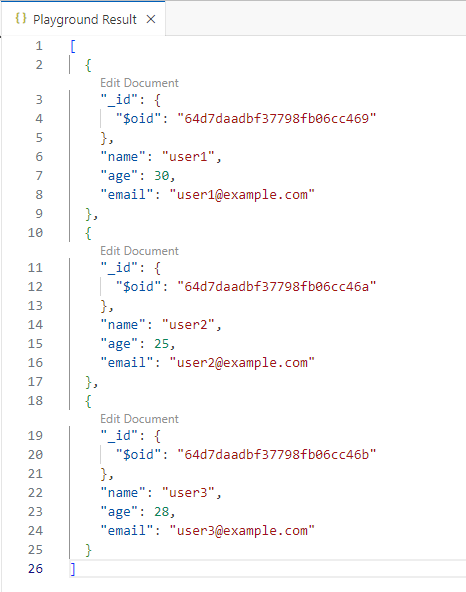 {} Playground Result ×
1 [
2 {
Edit Document
3 "_id": {
4 "$oid": "64d7daadbf37798fb06cc469"
5 },
6 "name": "user1",
7 "age": 30,
8 "email": "user1@example.com"
9 },
10 {
Edit Document
11 "_id": {
12 "$oid": "64d7daadbf37798fb06cc46a"
13 },
14 "name": "user2",
15 "age": 25,
16 "email": "user2@example.com"
17 },
18 {
Edit Document
19 "_id": {
20 "$oid": "64d7daadbf37798fb06cc46b"
21 },
22 "name": "user3",
23 "age": 28,
24 "email": "user3@example.com"
25 }
26 ]